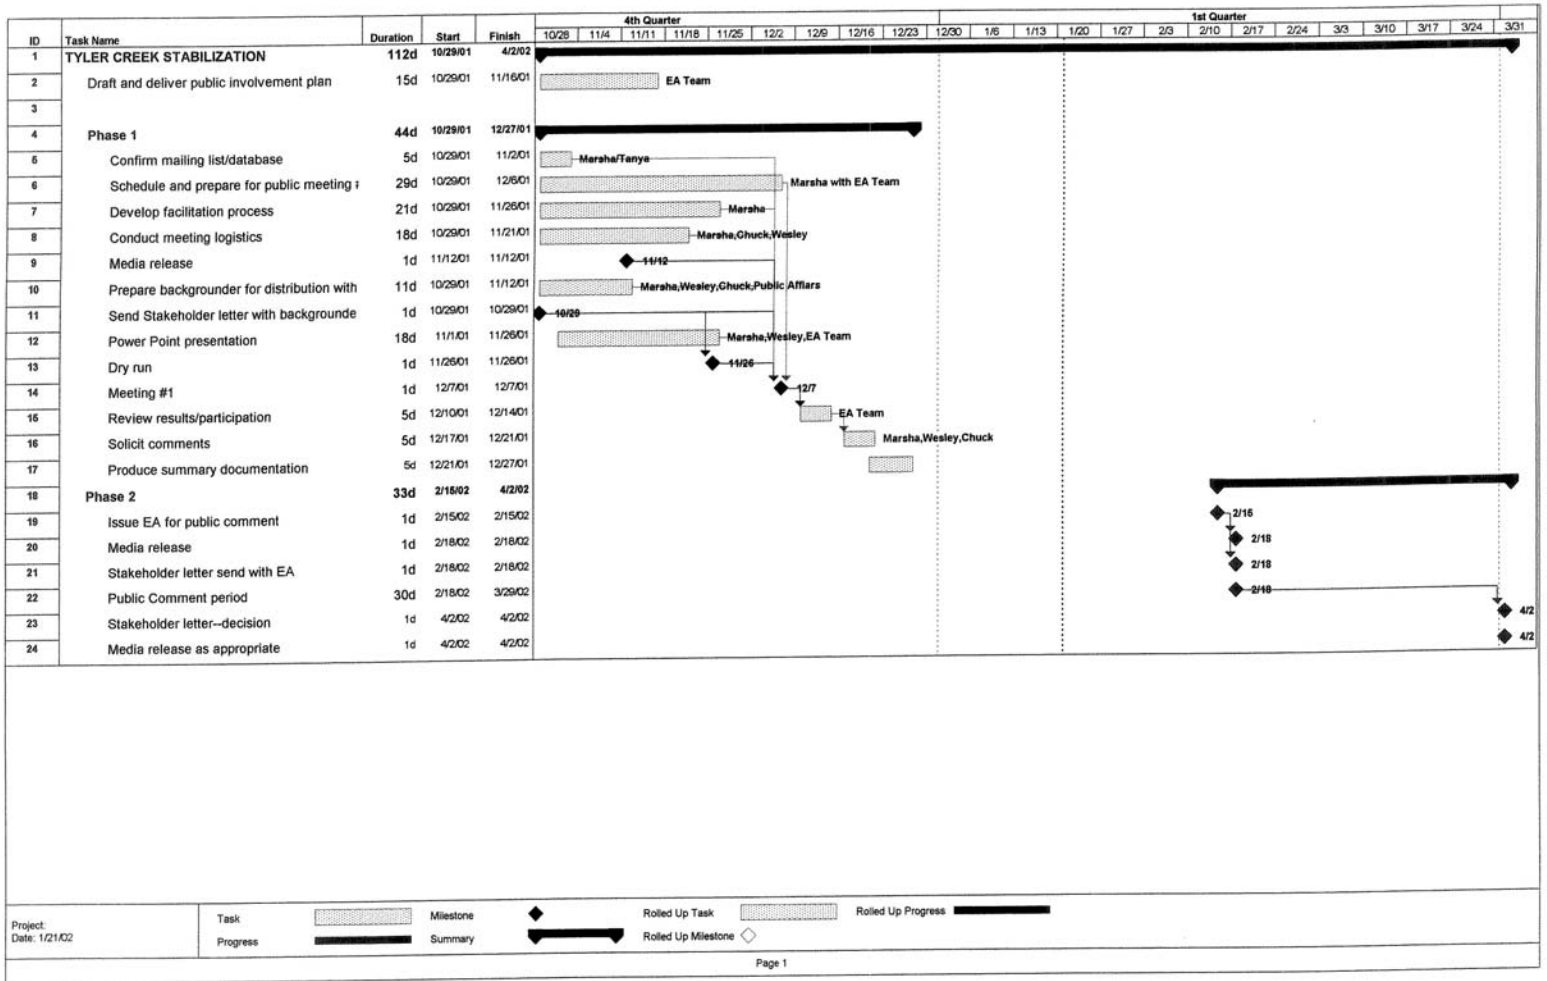 4th Quarter 1st Quarter
ID Task Name Duration Start Finish 10/28 11/4 11/11 11/18 11/25 12/2 12/9 12/16 12/23 12/30 1/6 1/13 1/20 1/27 2/3 2/10 2/17 2/24 3/3 3/10 3/17 3/24 3/31
1 TYLER CREEK STABILIZATION 112d 10/29/01 4/2/02
2 Draft and deliver public involvement plan 15d 10/29/01 11/16/01 EA Team
3
4 Phase 1 44d 10/29/01 12/27/01
5 Confirm mailing list/database 5d 10/29/01 11/2/01 Marsha/Tanya
6 Schedule and prepare for public meeting 29d 10/29/01 12/6/01 Marsha with EA Team
7 Develop facilitation process 21d 10/29/01 11/26/01 Marsha
8 Conduct meeting logistics 18d 10/29/01 11/21/01 Marsha,Chuck,Wesley
9 Media release 1d 11/12/01 11/12/01 11/12
10 Prepare backgrounder for distribution with 11d 10/29/01 11/12/01 Marsha,Wesley,Chuck,Public Affiars
11 Send Stakeholder letter with backgrounde 1d 10/29/01 10/29/01 10/29
12 Power Point presentation 18d 11/1/01 11/26/01 Marsha,Wesley,EA Team
13 Dry run 1d 11/26/01 11/26/01 11/26
14 Meeting #1 1d 12/7/01 12/7/01 12/7
15 Review results/participation 5d 12/10/01 12/14/01 EA Team
16 Solicit comments 5d 12/17/01 12/21/01 Marsha,Wesley,Chuck
17 Produce summary documentation 5d 12/21/01 12/27/01
18 Phase 2 33d 2/15/02 4/2/02
19 Issue EA for public comment 1d 2/15/02 2/15/02 2/15
20 Media release 1d 2/18/02 2/18/02 2/18
21 Stakeholder letter send with EA 1d 2/18/02 2/18/02 2/18
22 Public Comment period 30d 2/18/02 3/29/02 2/18
23 Stakeholder letter--decision 1d 4/2/02 4/2/02 4/2
24 Media release as appropriate 1d 4/2/02 4/2/02 4/2
Project:
Date: 1/21/02
Task Milestone Rolled Up Task Rolled Up Progress
Progress Summary Rolled Up Milestone
Page 1